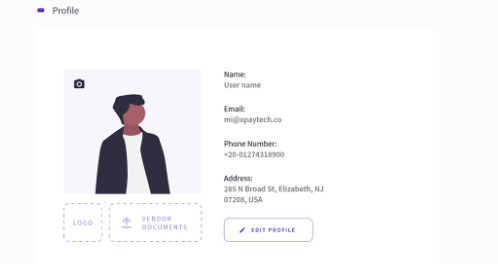 Profile
Name:
User name
Email:
mi@xpaytech.co
Phone Number:
+20-01274318900
Address:
285 N Broad St, Elizabeth, NJ
07208, USA
LOGO
VENDOR
DOCUMENTS
EDIT PROFILE